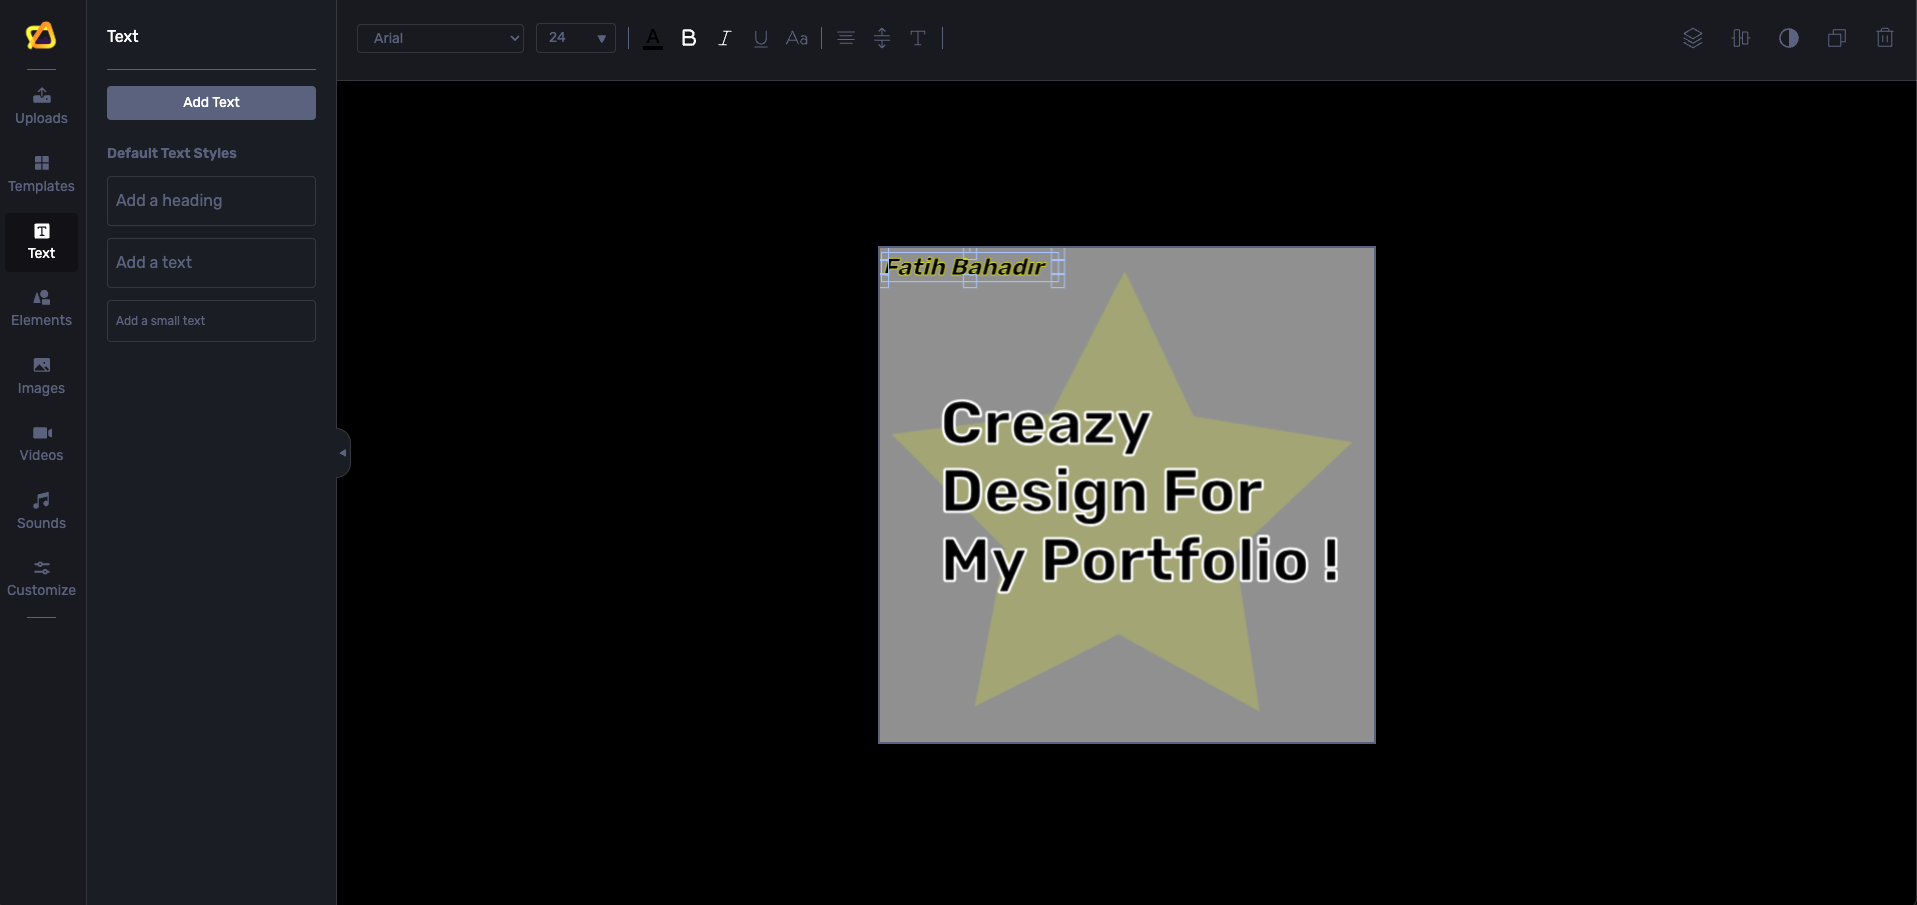 Text
Arial
24
A
B
I
U
Aa
T
Add Text
Default Text Styles
Add a heading
Add a text
Add a small text
Uploads
Templates
T
Text
Elements
Images
Videos
Sounds
Customize
Fatih Bahadır
Creazy
Design For
My Portfolio !